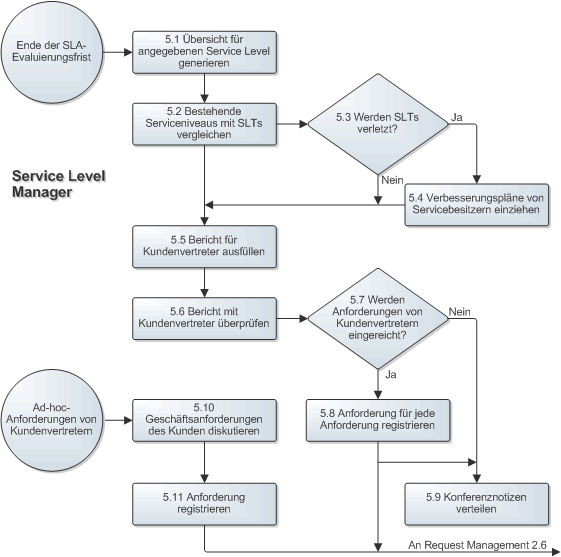 Ende der SLA-
Evaluierungsfrist
5.1 Übersicht für
angegebenen Service Level
generieren
5.2 Bestehende
Serviceniveaus mit SLTs
vergleichen
5.3 Werden SLTs
verletzt?
Ja
Nein
Service Level
Manager
5.4 Verbesserungspläne von
Servicebesitzern einziehen
5.5 Bericht für
Kundenvertreter ausfüllen
5.6 Bericht mit
Kundenvertreter überprüfen
5.7 Werden
Anforderungen von
Kundenvertretern
eingereicht?
Nein
Ja
Ad-hoc-
Anforderungen von
Kundenvertretern
5.10
Geschäftsanforderungen
des Kunden diskutieren
5.8 Anforderung für jede
Anforderung registrieren
5.11 Anforderung
registrieren
5.9 Konferenznotizen
verteilen
An Request Management 2.6